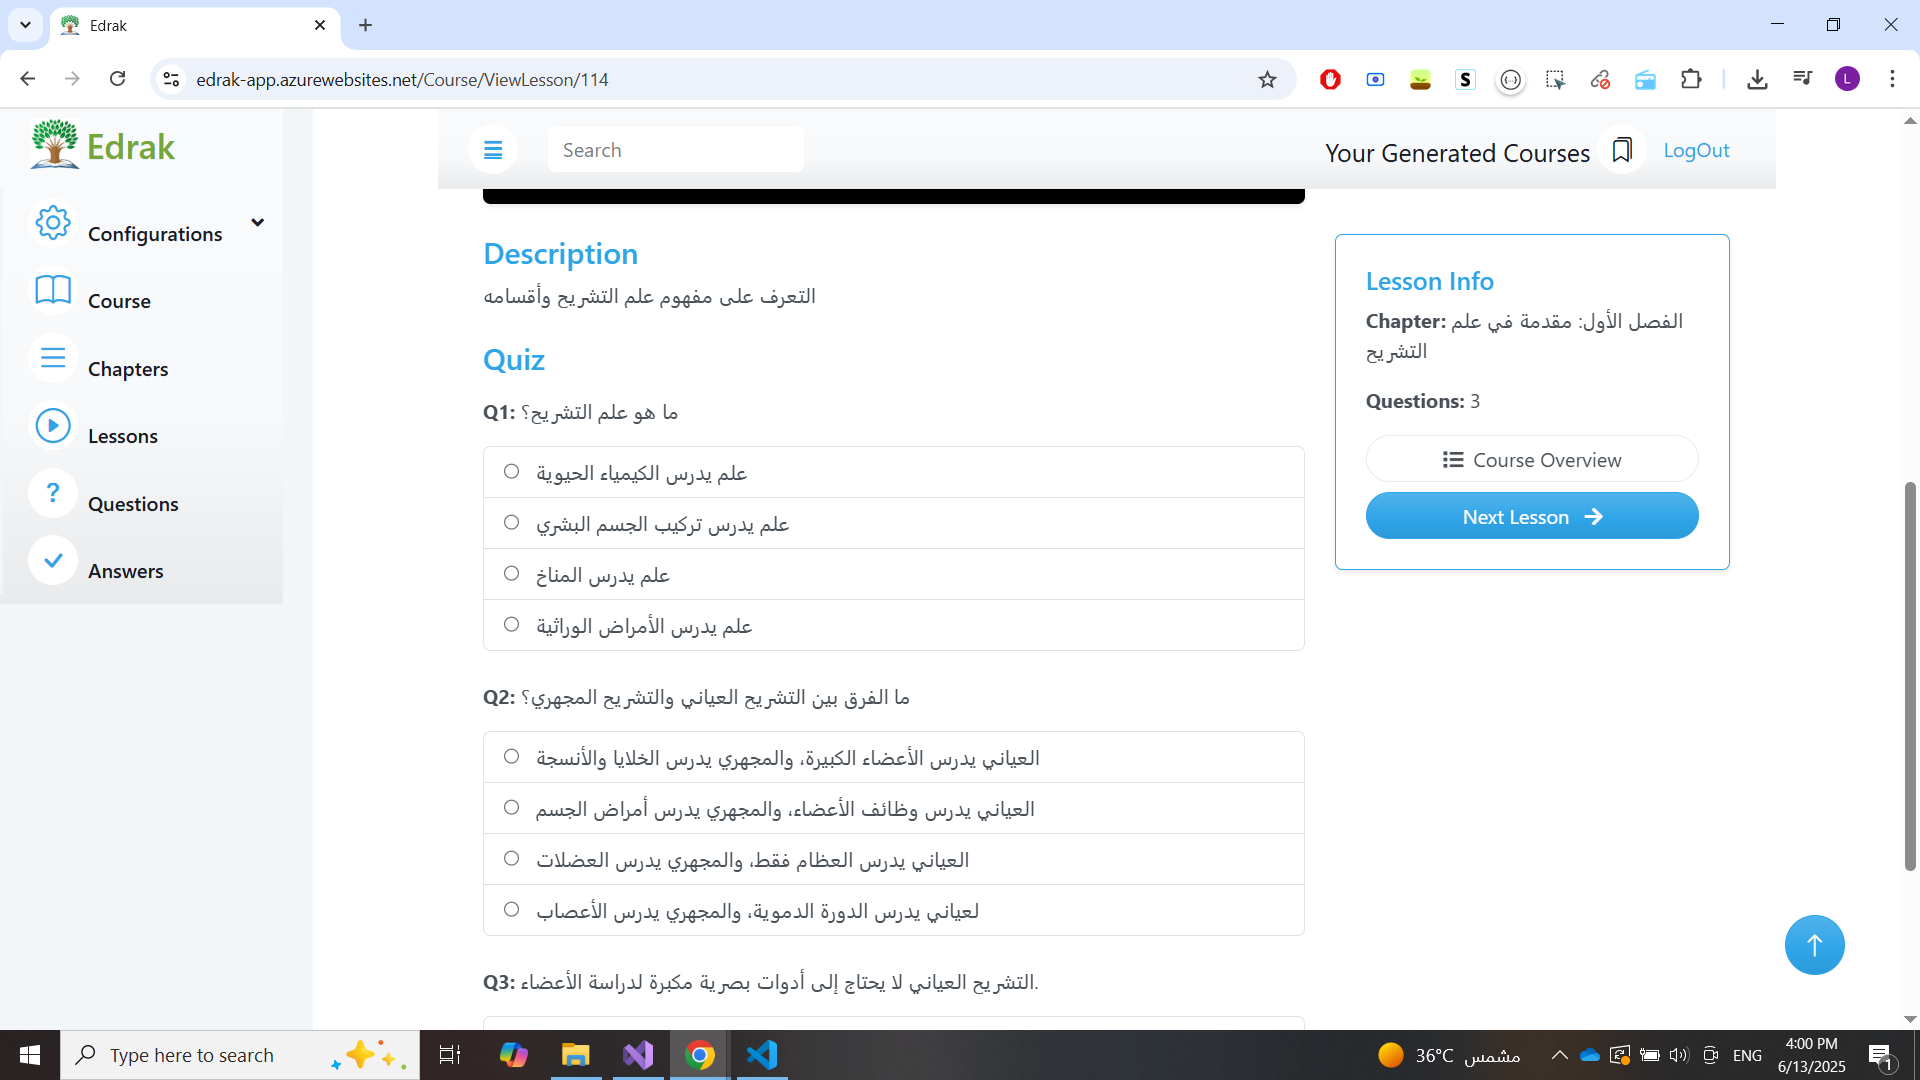 Edrak
edrak-app.azurewebsites.net/Course/ViewLesson/114
S
L
Edrak
Search
Your Generated Courses
LogOut
Configurations
Course
Chapters
Lessons
Questions
Answers
Description
التعرف على مفهوم علم التشريح وأقسامه
Quiz
Q1: ما هو علم التشريح؟
علم يدرس الكيمياء الحيوية
علم يدرس تركيب الجسم البشري
علم يدرس المناخ
علم يدرس الأمراض الوراثية
Q2: ما الفرق بين التشريح العياني والتشريح المجهري؟
العياني يدرس الأعضاء الكبيرة، والمجهري يدرس الخلايا والأنسجة
العياني يدرس وظائف الأعضاء، والمجهري يدرس أمراض الجسم
العياني يدرس العظام فقط، والمجهري يدرس العضلات
لعياني يدرس الدورة الدموية، والمجهري يدرس الأعصاب
Q3: التشريح العياني لا يحتاج إلى أدوات بصرية مكبرة لدراسة الأعضاء.
Lesson Info
Chapter: الفصل الأول: مقدمة في علم
التشريح
Questions: 3
Course Overview
Next Lesson
Type here to search
36°C مشمس
ENG
4:00 PM
6/13/2025
1